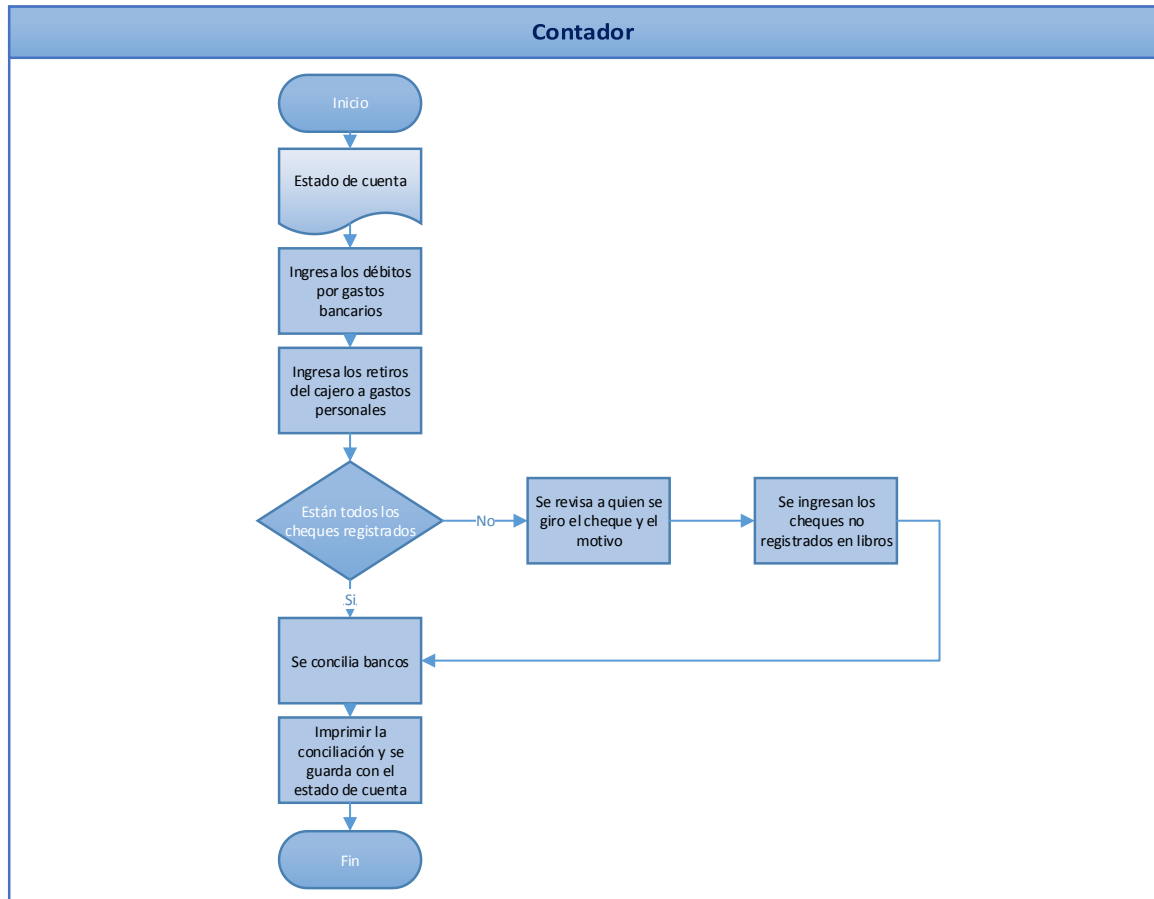 Contador
Inicio
Estado de cuenta
Ingresa los débitos
por gastos
bancarios
Ingresa los retiros
del cajero a gastos
personales
Están todos los
cheques registrados
No
Se revisa a quien se
giro el cheque y el
motivo
Se ingresan los
cheques no
registrados en libros
Si
Se concilia bancos
Imprimir la
conciliación y se
guarda con el
estado de cuenta
Fin